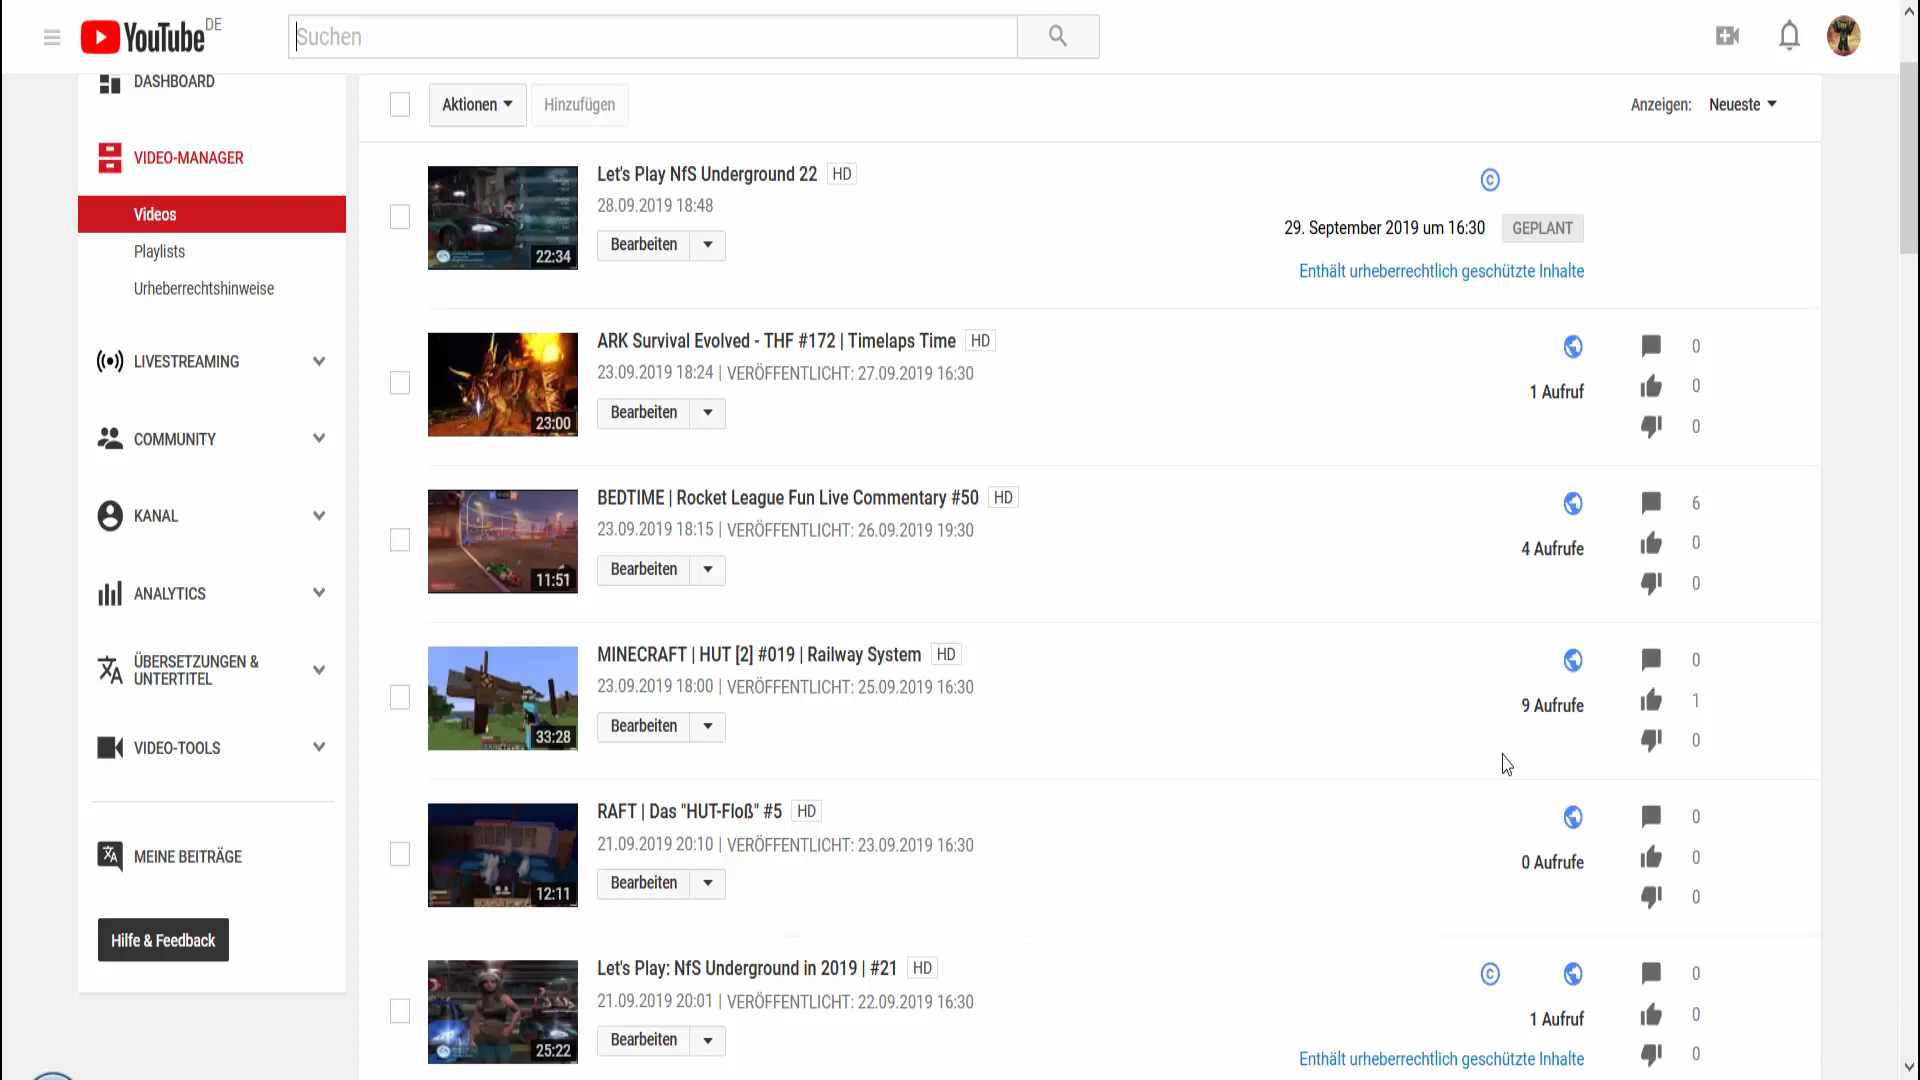 YouTube DE
Suchen
DASHBOARD
VIDEO-MANAGER
Videos
Playlists
Urheberrechtshinweise
LIVESTREAMING
COMMUNITY
KANAL
ANALYTICS
ÜBERSETZUNGEN &
UNTERTITEL
VIDEO-TOOLS
MEINE BEITRÄGE
Hilfe & Feedback
Aktionen
Hinzufügen
Anzeigen: Neueste
22:34
Let's Play NfS Underground 22 HD
28.09.2019 18:48
Bearbeiten
29. September 2019 um 16:30 GEPLANT
Enthält urheberrechtlich geschützte Inhalte
23:00
ARK Survival Evolved - THF #172 | Timelaps Time HD
23.09.2019 18:24 | VERÖFFENTLICHT: 27.09.2019 16:30
Bearbeiten
1 Aufruf
0
0
0
11:51
BEDTIME | Rocket League Fun Live Commentary #50 HD
23.09.2019 18:15 | VERÖFFENTLICHT: 26.09.2019 19:30
Bearbeiten
4 Aufrufe
6
0
0
33:28
MINECRAFT | HUT [2] #019 | Railway System HD
23.09.2019 18:00 | VERÖFFENTLICHT: 25.09.2019 16:30
Bearbeiten
9 Aufrufe
0
1
0
12:11
RAFT | Das "HUT-Floß" #5 HD
21.09.2019 20:10 | VERÖFFENTLICHT: 23.09.2019 16:30
Bearbeiten
0 Aufrufe
0
0
0
25:22
Let's Play: NfS Underground in 2019 | #21 HD
21.09.2019 20:01 | VERÖFFENTLICHT: 22.09.2019 16:30
Bearbeiten
1 Aufruf
Enthält urheberrechtlich geschützte Inhalte
0
0
0